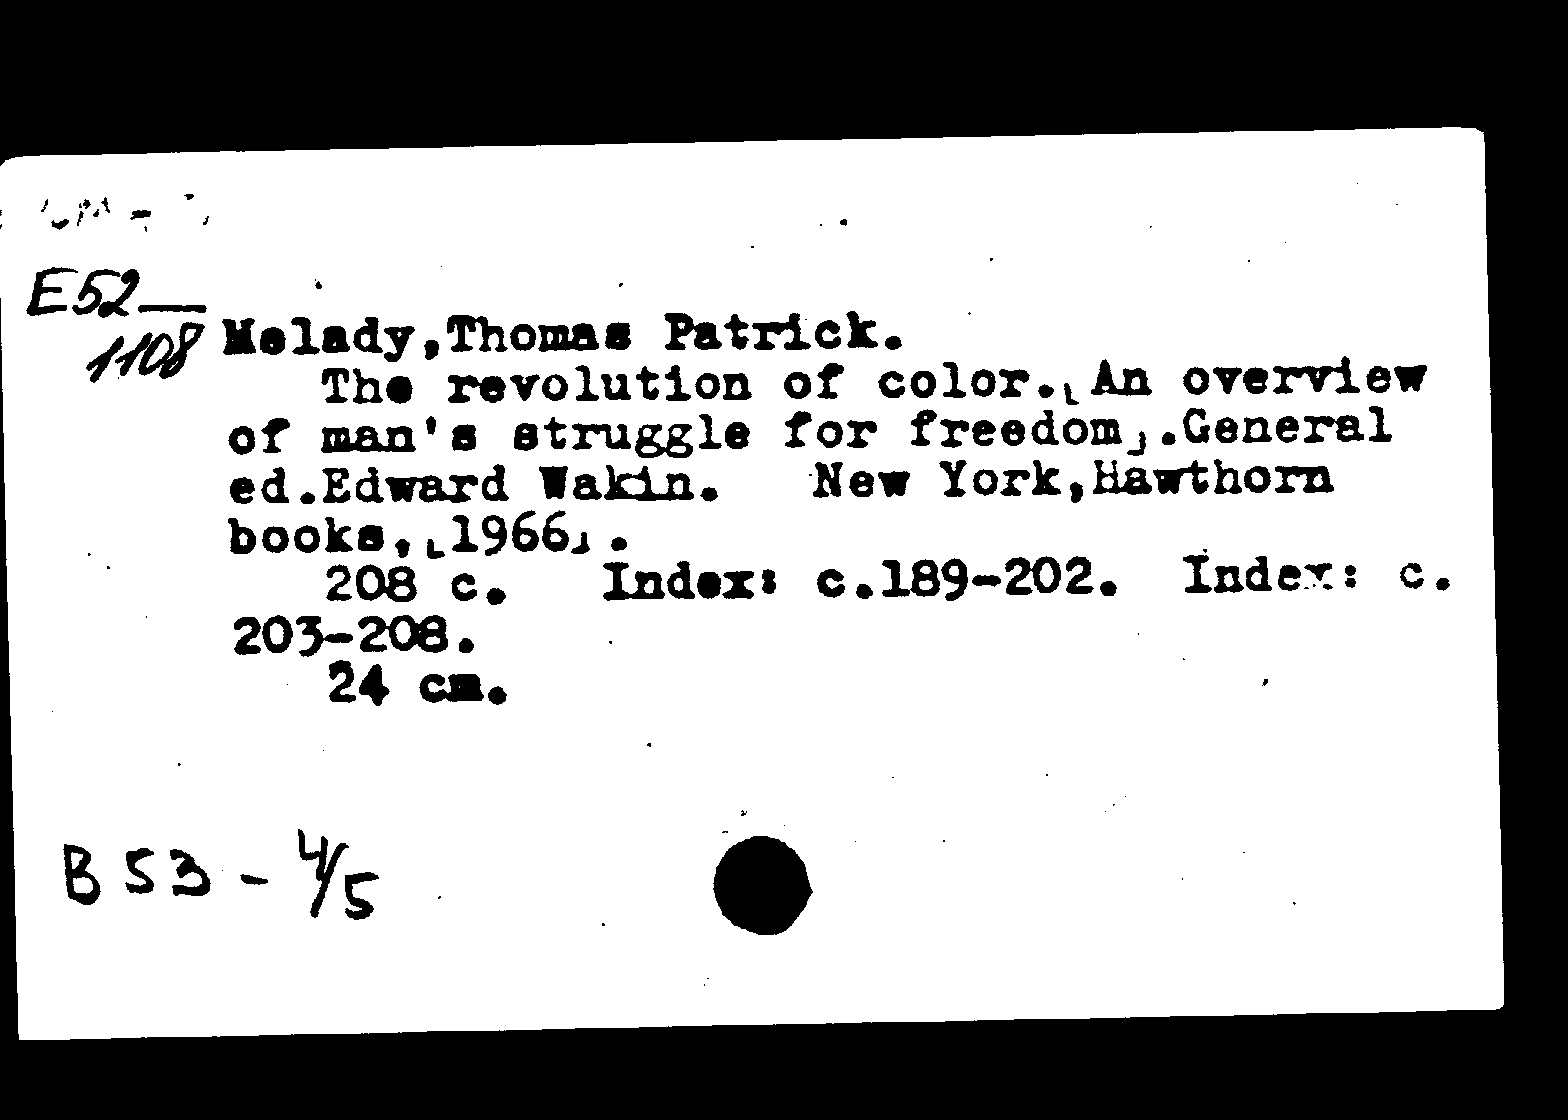 E52
1108
Melady,Thomas Patrick.
The revolution of color.[An overview
of man's struggle for freedom].General
ed.Edward Wakin. New York,Hawthorn
books,[1966].
208 c. Index: c.189-202. Index: c.
203-208.
24 cm.
B 53 - 4/5